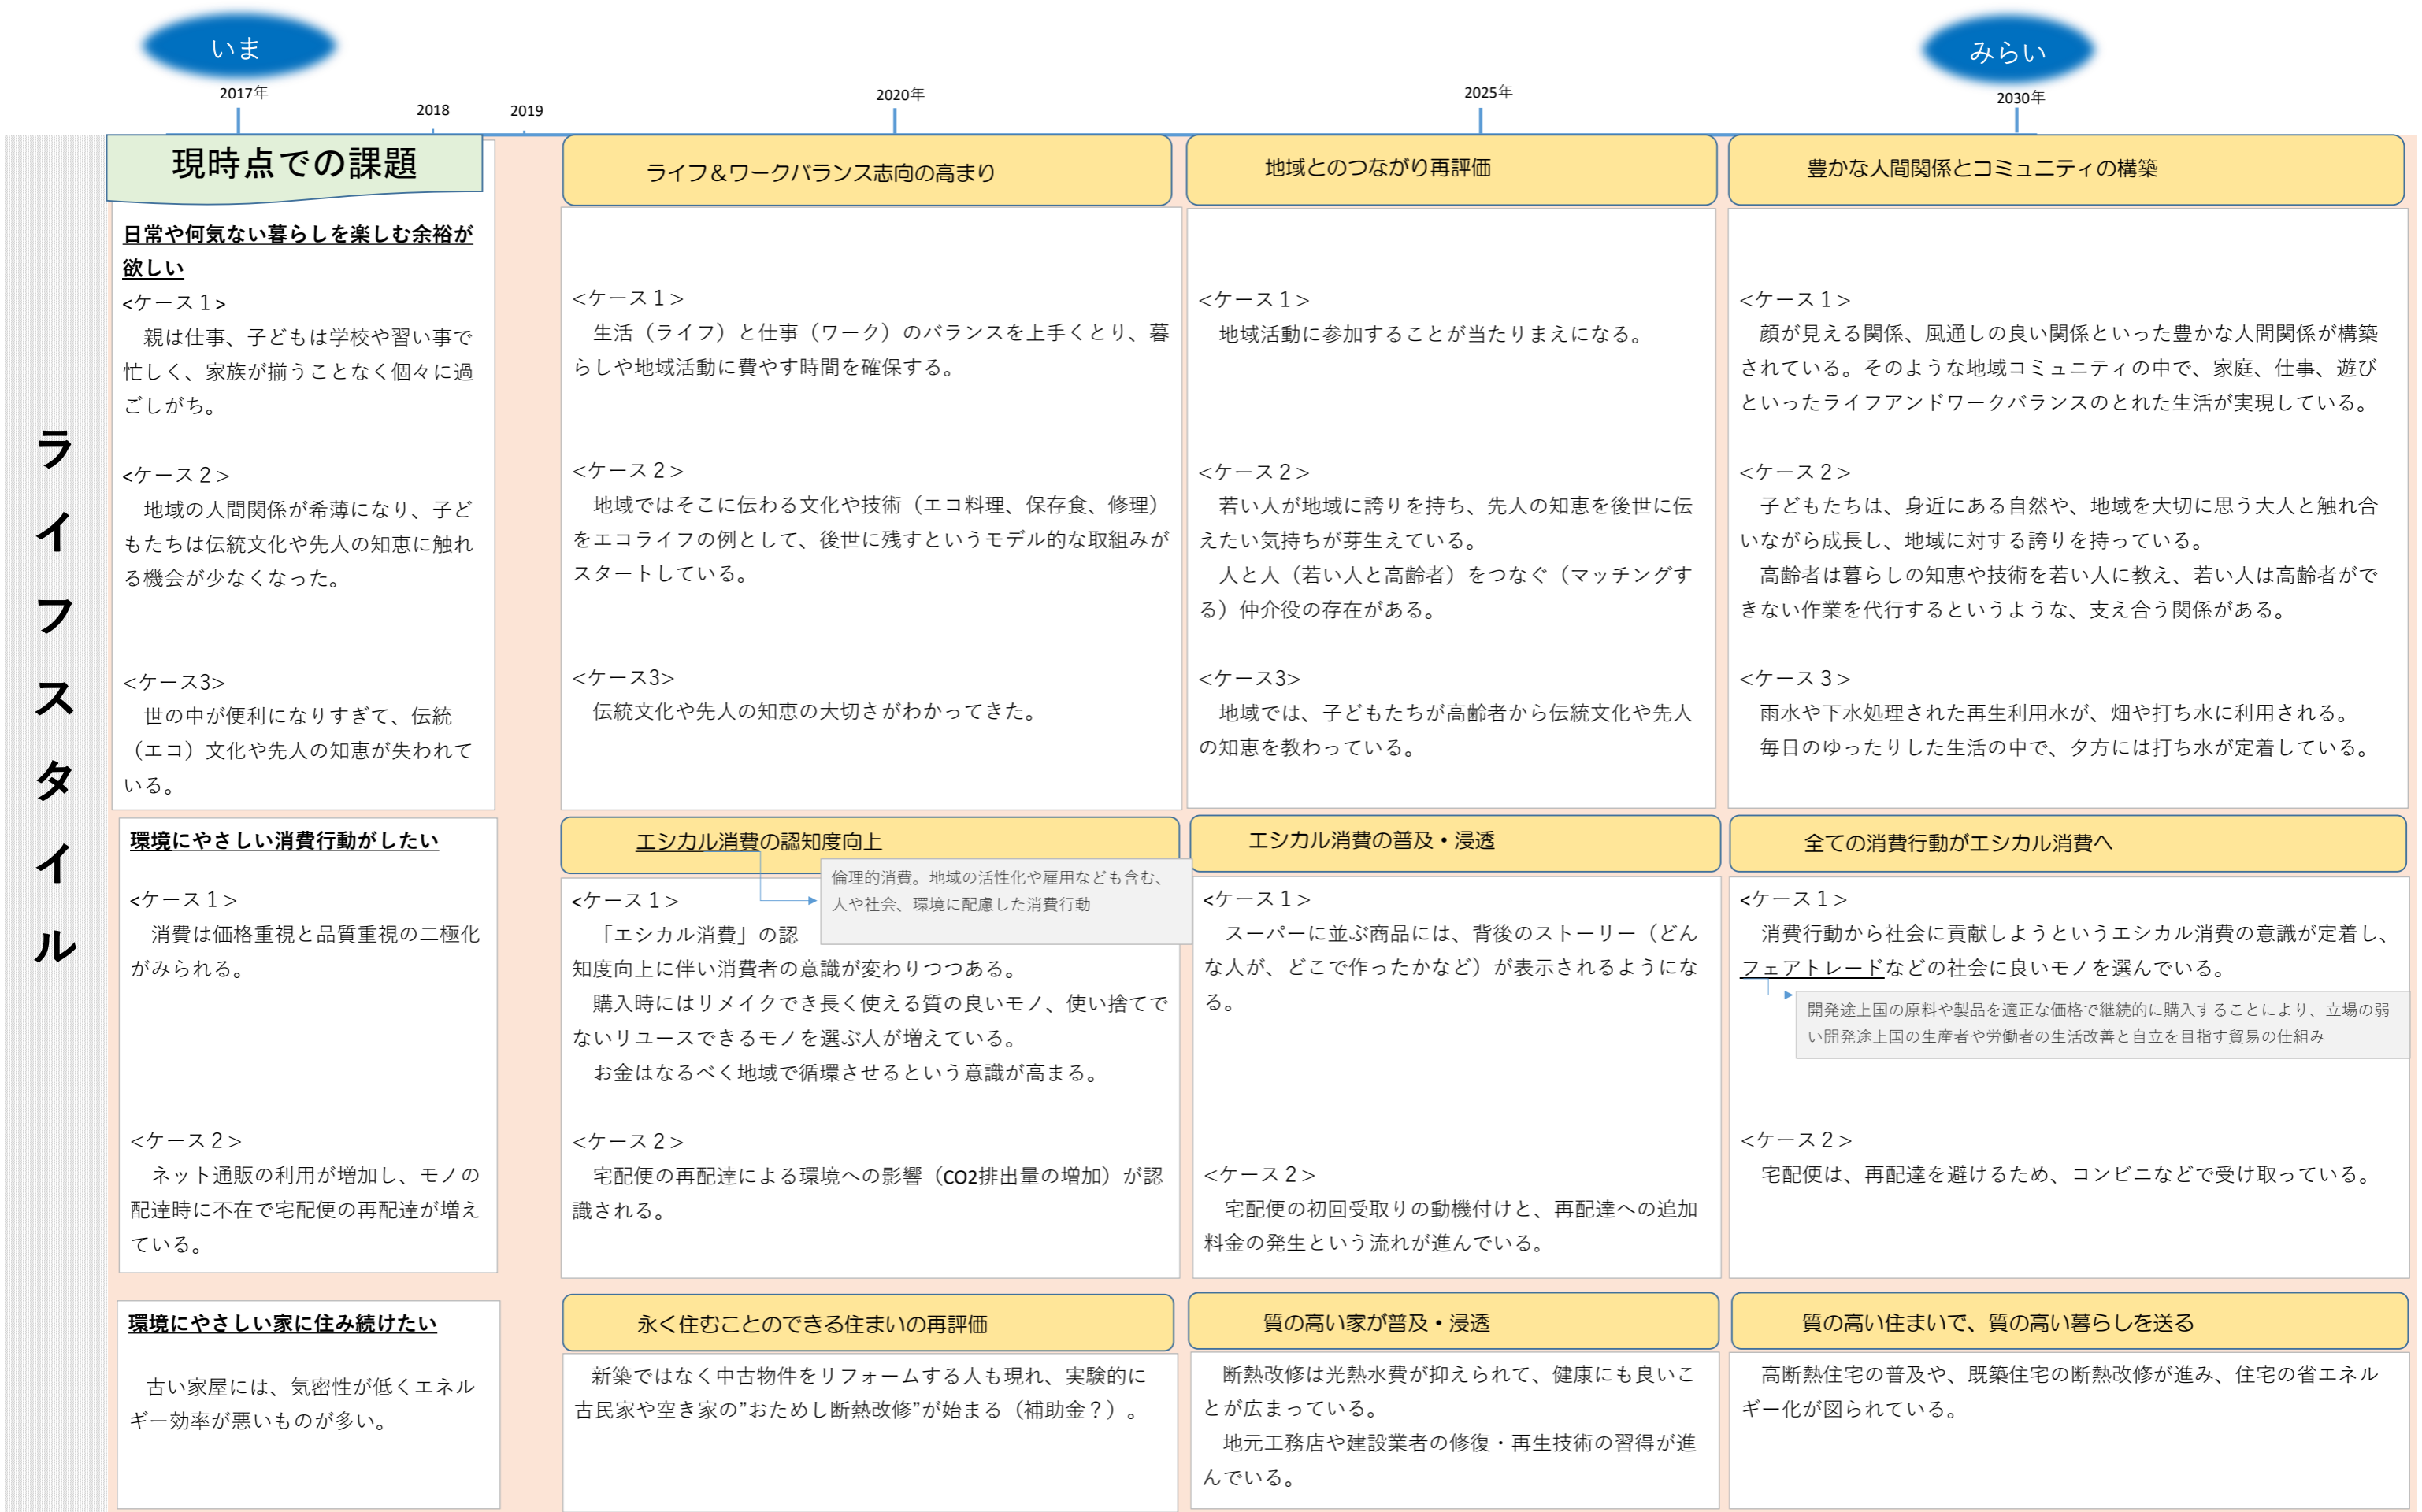 いま
みらい
2017年
2018
2019
2020年
2025年
2030年
ライフスタイル
現時点での課題
ライフ＆ワークバランス志向の高まり
地域とのつながり再評価
豊かな人間関係とコミュニティの構築
日常や何気ない暮らしを楽しむ余裕が
欲しい
<ケース１>
　親は仕事、子どもは学校や習い事で
忙しく、家族が揃うことなく個々に過
ごしがち。
<ケース２>
　地域の人間関係が希薄になり、子ど
もたちは伝統文化や先人の知恵に触れ
る機会が少なくなった。
<ケース3>
　世の中が便利になりすぎて、伝統
（エコ）文化や先人の知恵が失われて
いる。
<ケース１>
　生活（ライフ）と仕事（ワーク）のバランスを上手くとり、暮
らしや地域活動に費やす時間を確保する。
<ケース２>
　地域ではそこに伝わる文化や技術（エコ料理、保存食、修理）
をエコライフの例として、後世に残すというモデル的な取組みが
スタートしている。
<ケース3>
　伝統文化や先人の知恵の大切さがわかってきた。
<ケース１>
　地域活動に参加することが当たりまえになる。
<ケース２>
　若い人が地域に誇りを持ち、先人の知恵を後世に伝
えたい気持ちが芽生えている。
　人と人（若い人と高齢者）をつなぐ（マッチングす
る）仲介役の存在がある。
<ケース3>
　地域では、子どもたちが高齢者から伝統文化や先人
の知恵を教わっている。
<ケース１>
　顔が見える関係、風通しの良い関係といった豊かな人間関係が構築
されている。そのような地域コミュニティの中で、家庭、仕事、遊び
といったライフアンドワークバランスのとれた生活が実現している。
<ケース２>
　子どもたちは、身近にある自然や、地域を大切に思う大人と触れ合
いながら成長し、地域に対する誇りを持っている。
　高齢者は暮らしの知恵や技術を若い人に教え、若い人は高齢者がで
きない作業を代行するというような、支え合う関係がある。
<ケース３>
　雨水や下水処理された再生利用水が、畑や打ち水に利用される。
　毎日のゆったりした生活の中で、夕方には打ち水が定着している。
環境にやさしい消費行動がしたい
<ケース１>
　消費は価格重視と品質重視の二極化
がみられる。
<ケース２>
　ネット通販の利用が増加し、モノの
配達時に不在で宅配便の再配達が増え
ている。
エシカル消費の認知度向上
倫理的消費。地域の活性化や雇用なども含む、
人や社会、環境に配慮した消費行動
<ケース１>
　「エシカル消費」の認
知度向上に伴い消費者の意識が変わりつつある。
　購入時にはリメイクでき長く使える質の良いモノ、使い捨てで
ないリユースできるモノを選ぶ人が増えている。
　お金はなるべく地域で循環させるという意識が高まる。
<ケース２>
　宅配便の再配達による環境への影響（CO2排出量の増加）が認
識される。
エシカル消費の普及・浸透
<ケース１>
　スーパーに並ぶ商品には、背後のストーリー（どん
な人が、どこで作ったかなど）が表示されるようにな
る。
<ケース２>
　宅配便の初回受取りの動機付けと、再配達への追加
料金の発生という流れが進んでいる。
全ての消費行動がエシカル消費へ
<ケース１>
　消費行動から社会に貢献しようというエシカル消費の意識が定着し、
フェアトレードなどの社会に良いモノを選んでいる。
開発途上国の原料や製品を適正な価格で継続的に購入することにより、立場の弱
い開発途上国の生産者や労働者の生活改善と自立を目指す貿易の仕組み
<ケース２>
　宅配便は、再配達を避けるため、コンビニなどで受け取っている。
環境にやさしい家に住み続けたい
　古い家屋には、気密性が低くエネル
ギー効率が悪いものが多い。
永く住むことのできる住まいの再評価
　新築ではなく中古物件をリフォームする人も現れ、実験的に
古民家や空き家の”おためし断熱改修”が始まる（補助金？）。
質の高い家が普及・浸透
　断熱改修は光熱水費が抑えられて、健康にも良いこ
とが広まっている。
　地元工務店や建設業者の修復・再生技術の習得が進
んでいる。
質の高い住まいで、質の高い暮らしを送る
　高断熱住宅の普及や、既築住宅の断熱改修が進み、住宅の省エネル
ギー化が図られている。